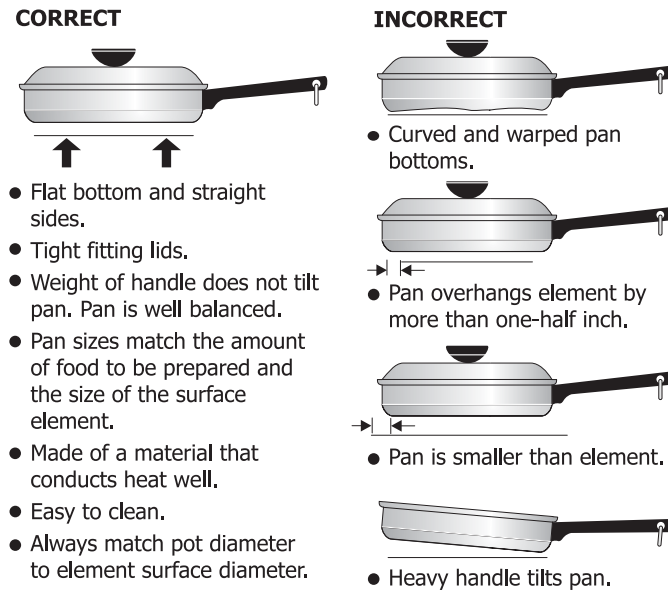 CORRECT
● Flat bottom and straight
sides.
● Tight fitting lids.
● Weight of handle does not tilt
pan. Pan is well balanced.
● Pan sizes match the amount
of food to be prepared and
the size of the surface
element.
● Made of a material that
conducts heat well.
● Easy to clean.
● Always match pot diameter
to element surface diameter.
INCORRECT
● Curved and warped pan
bottoms.
● Pan overhangs element by
more than one-half inch.
● Pan is smaller than element.
● Heavy handle tilts pan.